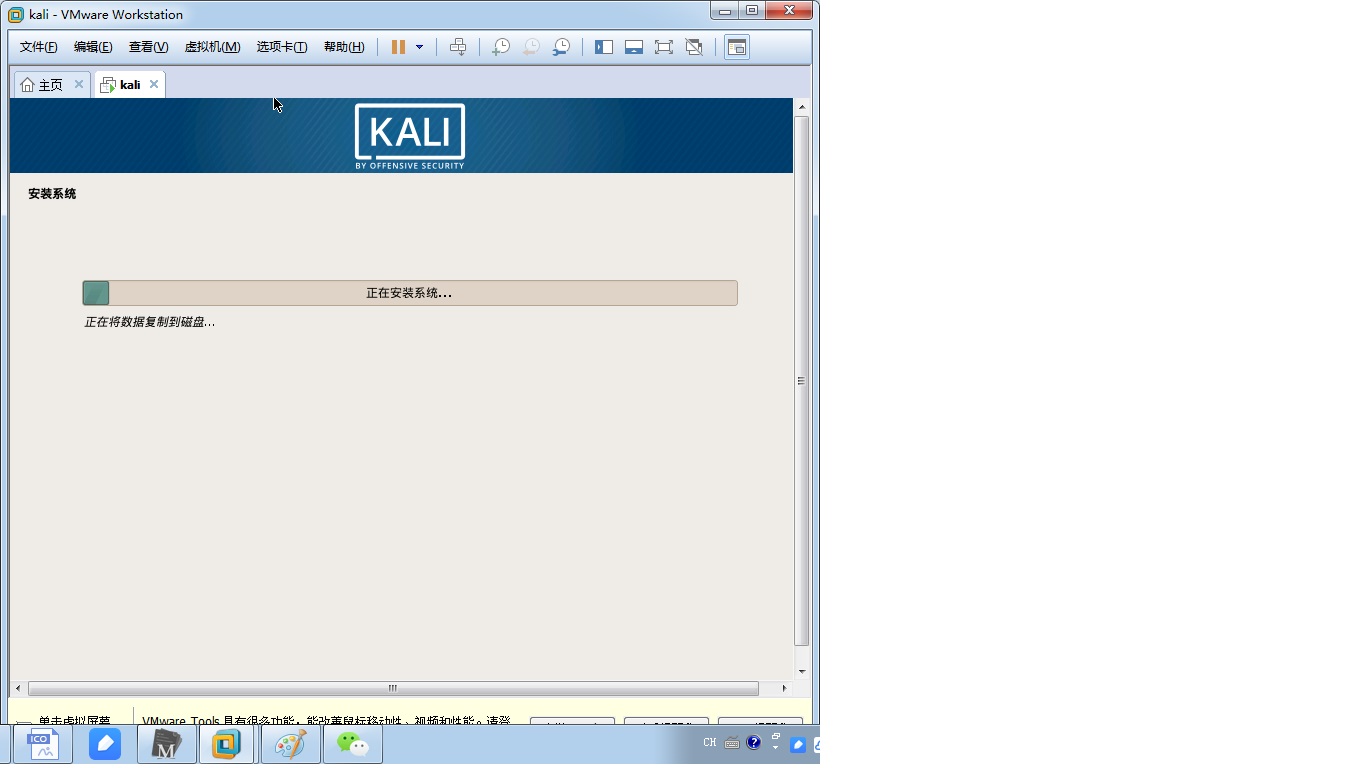 kali - VMware Workstation
文件(F) 编辑(E) 查看(V) 虚拟机(M) 选项卡(T) 帮助(H)
主页 kali
KALI
BY OFFENSIVE SECURITY
安装系统
正在安装系统...
正在将数据复制到磁盘...
单击虚拟屏幕
VMware Tools 具有很多功能，能改善鼠标移动性、视频和性能。请登
ICO M CH